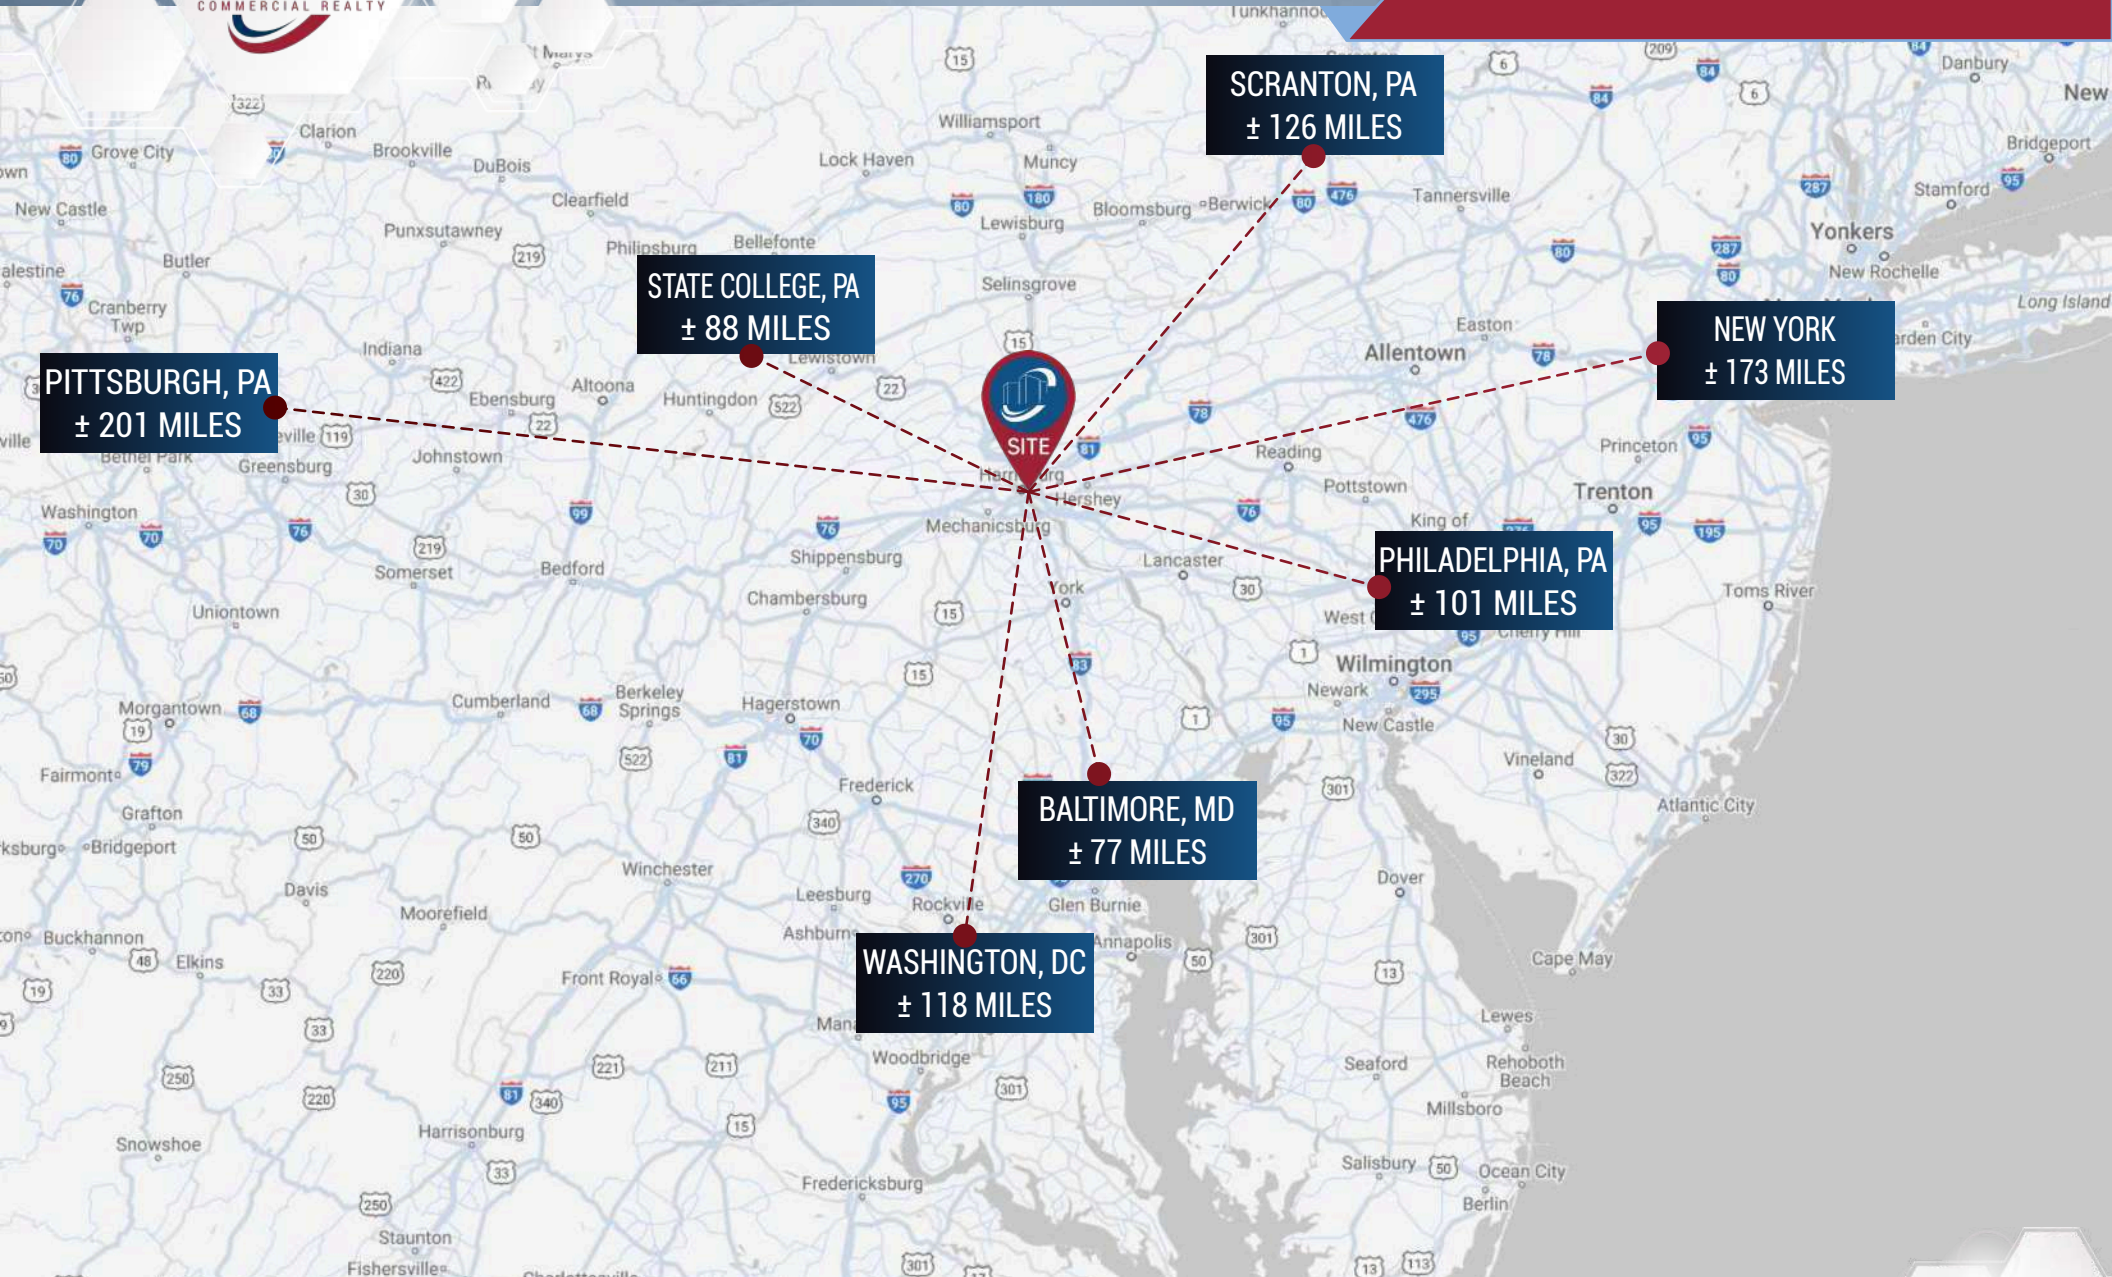 COMMERCIAL REALTY
SCRANTON, PA
± 126 MILES
STATE COLLEGE, PA
± 88 MILES
NEW YORK
± 173 MILES
PITTSBURGH, PA
± 201 MILES
SITE
PHILADELPHIA, PA
± 101 MILES
BALTIMORE, MD
± 77 MILES
WASHINGTON, DC
± 118 MILES
Danbury
New
Bridgeport
Stamford
Yonkers
New Rochelle
Long Island
Clarion
Grove City
Brookville
DuBois
Williamsport
Lock Haven
Muncy
New Castle
Clearfield
Lewisburg
Bloomsburg
Berwick
Tannersville
Punxsutawney
Philipsburg
Bellefonte
Butler
Selinsgrove
Cranberry
Twp
Easton
Allentown
Indiana
Lewistown
Altoona
Ebensburg
Huntingdon
Princeton
Bethel Park
Greensburg
Johnstown
Reading
Hershey
Pottstown
Trenton
Washington
Mechanicsburg
King of
Shippensburg
Lancaster
Somerset
Bedford
York
Toms River
Chambersburg
Uniontown
West
Cherry Hill
Wilmington
Newark
New Castle
Morgantown
Cumberland
Berkeley
Springs
Hagerstown
Vineland
Fairmont
Frederick
Atlantic City
Grafton
Bridgeport
Winchester
Davis
Leesburg
Rockville
Glen Burnie
Dover
Moorefield
Ashburn
Annapolis
Buckhannon
Elkins
Front Royal
Cape May
Lewes
Woodbridge
Seaford
Rehoboth
Beach
Millsboro
Snowshoe
Harrisonburg
Salisbury
Ocean City
Fredericksburg
Berlin
Staunton
Fishersville